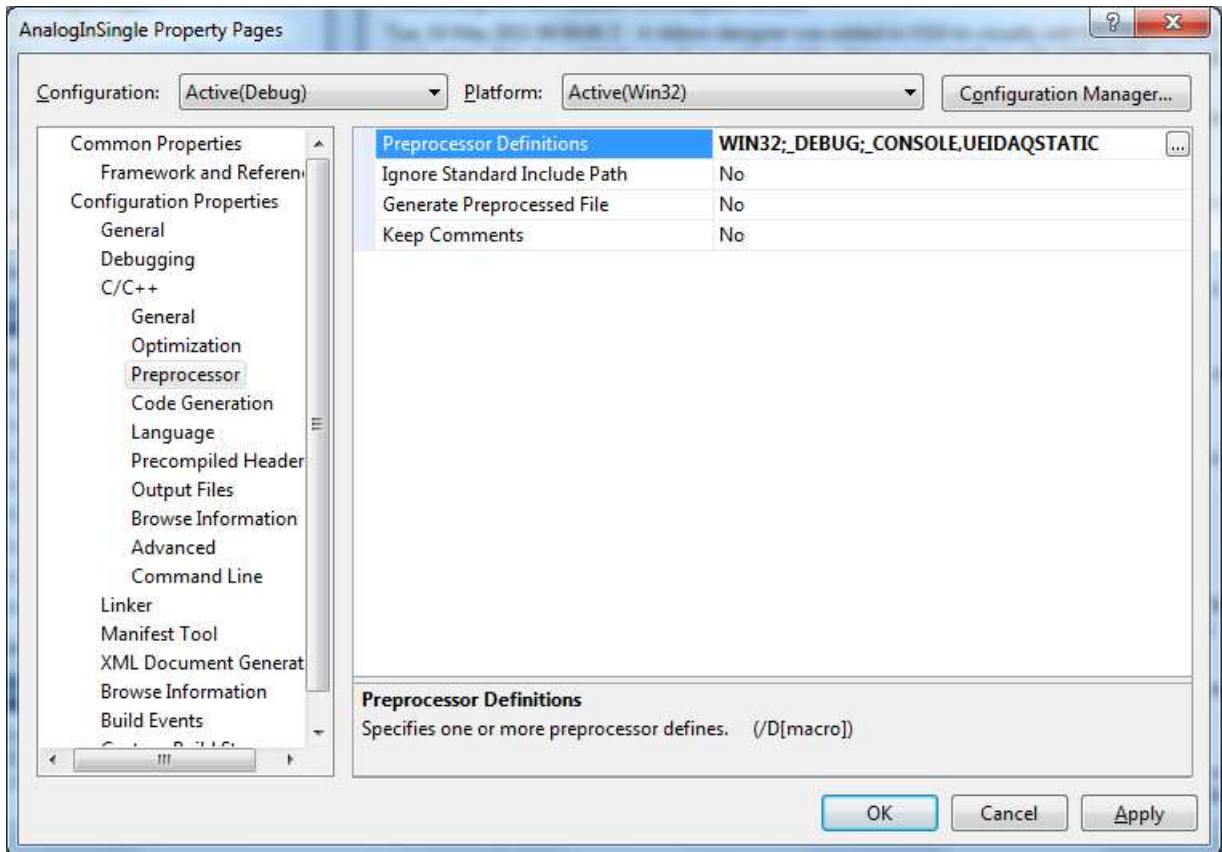 AnalogInSingle Property Pages
Configuration: Active(Debug) Platform: Active(Win32) Configuration Manager...
Common Properties
Framework and Referen
Configuration Properties
General
Debugging
C/C++
General
Optimization
Preprocessor
Code Generation
Language
Precompiled Header
Output Files
Browse Information
Advanced
Command Line
Linker
Manifest Tool
XML Document Generat
Browse Information
Build Events
Preprocessor Definitions WIN32;_DEBUG;_CONSOLE,UEIDAQSTATIC ...
Ignore Standard Include Path No
Generate Preprocessed File No
Keep Comments No
Preprocessor Definitions
Specifies one or more preprocessor defines. (/D[macro])
OK Cancel Apply